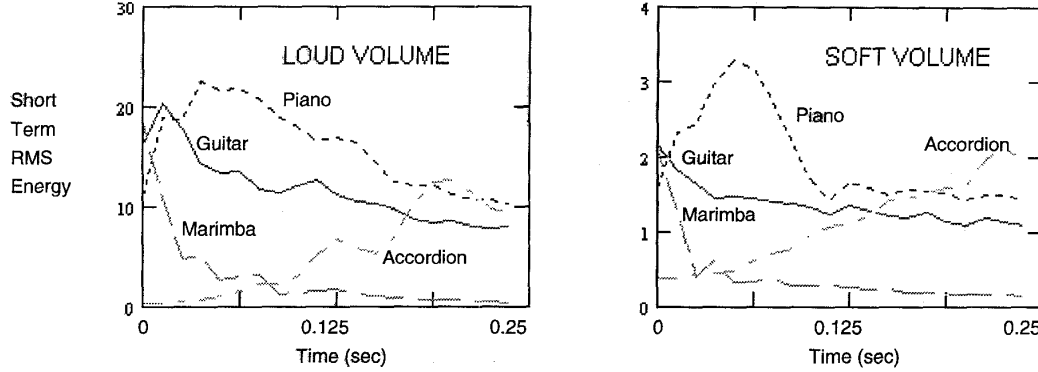 Short
Term
RMS
Energy
30
20
10
0
LOUD VOLUME
Piano
Guitar
Marimba
Accordion
0
0.125
0.25
Time (sec)
4
3
2
1
0
SOFT VOLUME
Piano
Accordion
Guitar
Marimba
0
0.125
0.25
Time (sec)